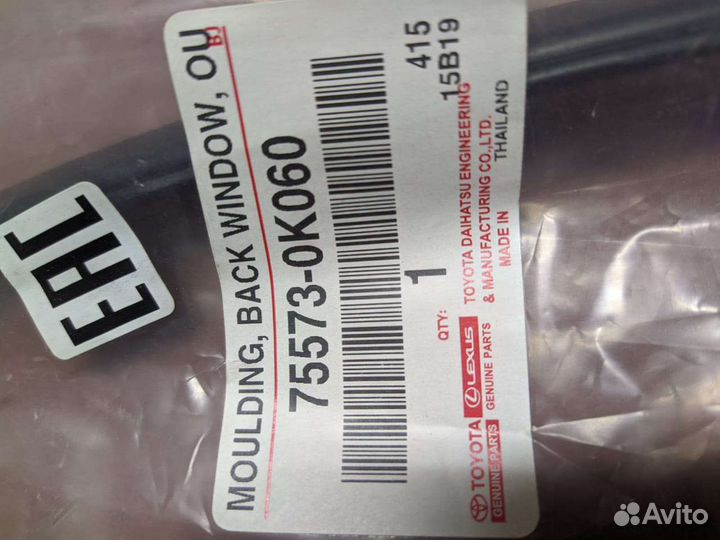 MOULDING, BACK WINDOW, OU
75573-0K060
415
15B19
QTY:
1
TOYOTA
GENUINE PARTS
LEXUS
GENUINE PARTS
TOYOTA DAIHATSU ENGINEERING
& MANUFACTURING CO.,LTD.
MADE IN THAILAND
EAC
Avito